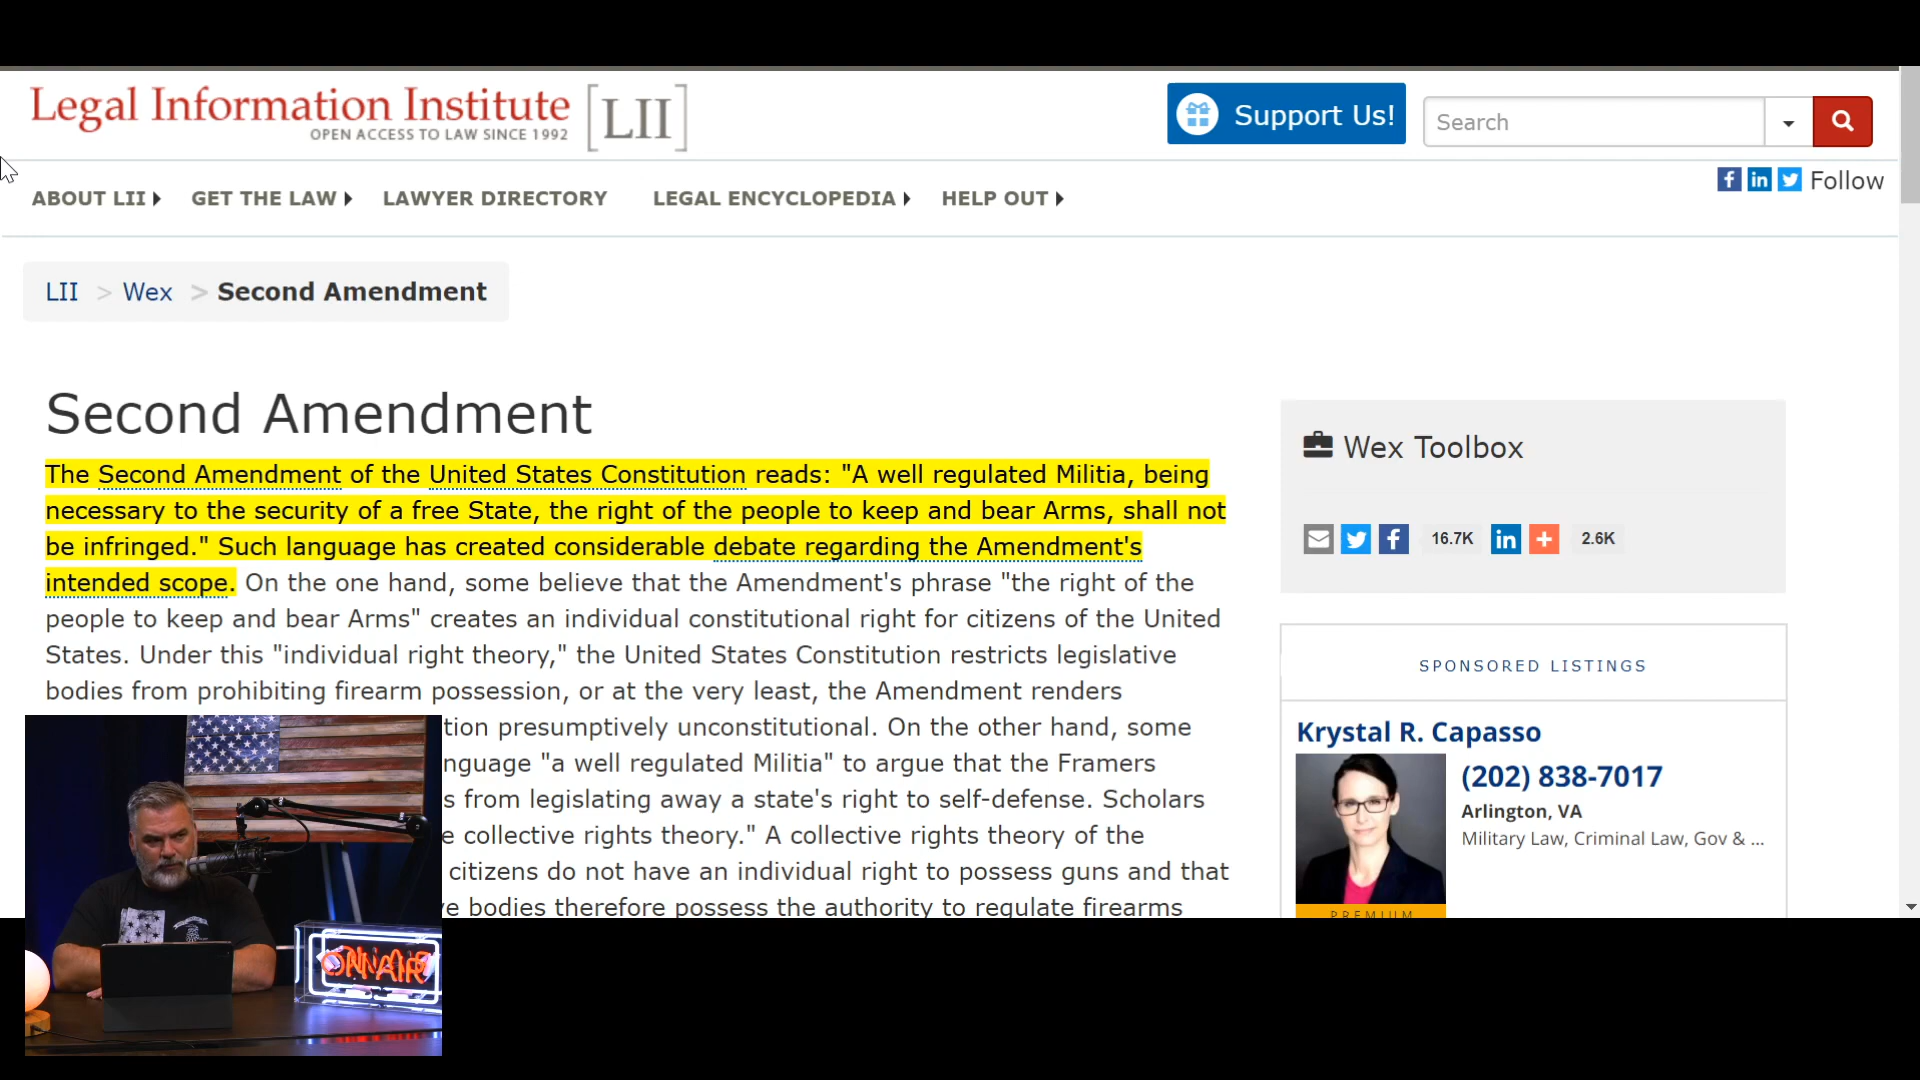 Legal Information Institute [LII]
OPEN ACCESS TO LAW SINCE 1992
Support Us!
Search
f in Follow
ABOUT LII GET THE LAW LAWYER DIRECTORY LEGAL ENCYCLOPEDIA HELP OUT
LII > Wex > Second Amendment
Second Amendment
The Second Amendment of the United States Constitution reads: "A well regulated Militia, being
necessary to the security of a free State, the right of the people to keep and bear Arms, shall not
be infringed." Such language has created considerable debate regarding the Amendment's
intended scope. On the one hand, some believe that the Amendment's phrase "the right of the
people to keep and bear Arms" creates an individual constitutional right for citizens of the United
States. Under this "individual right theory," the United States Constitution restricts legislative
bodies from prohibiting firearm possession, or at the very least, the Amendment renders
tion presumptively unconstitutional. On the other hand, some
nguage "a well regulated Militia" to argue that the Framers
s from legislating away a state's right to self-defense. Scholars
e collective rights theory." A collective rights theory of the
citizens do not have an individual right to possess guns and that
e bodies therefore possess the authority to regulate firearms
Wex Toolbox
f 16.7K in + 2.6K
SPONSORED LISTINGS
Krystal R. Capasso
(202) 838-7017
Arlington, VA
Military Law, Criminal Law, Gov & ...
PREMIUM
ON AIR